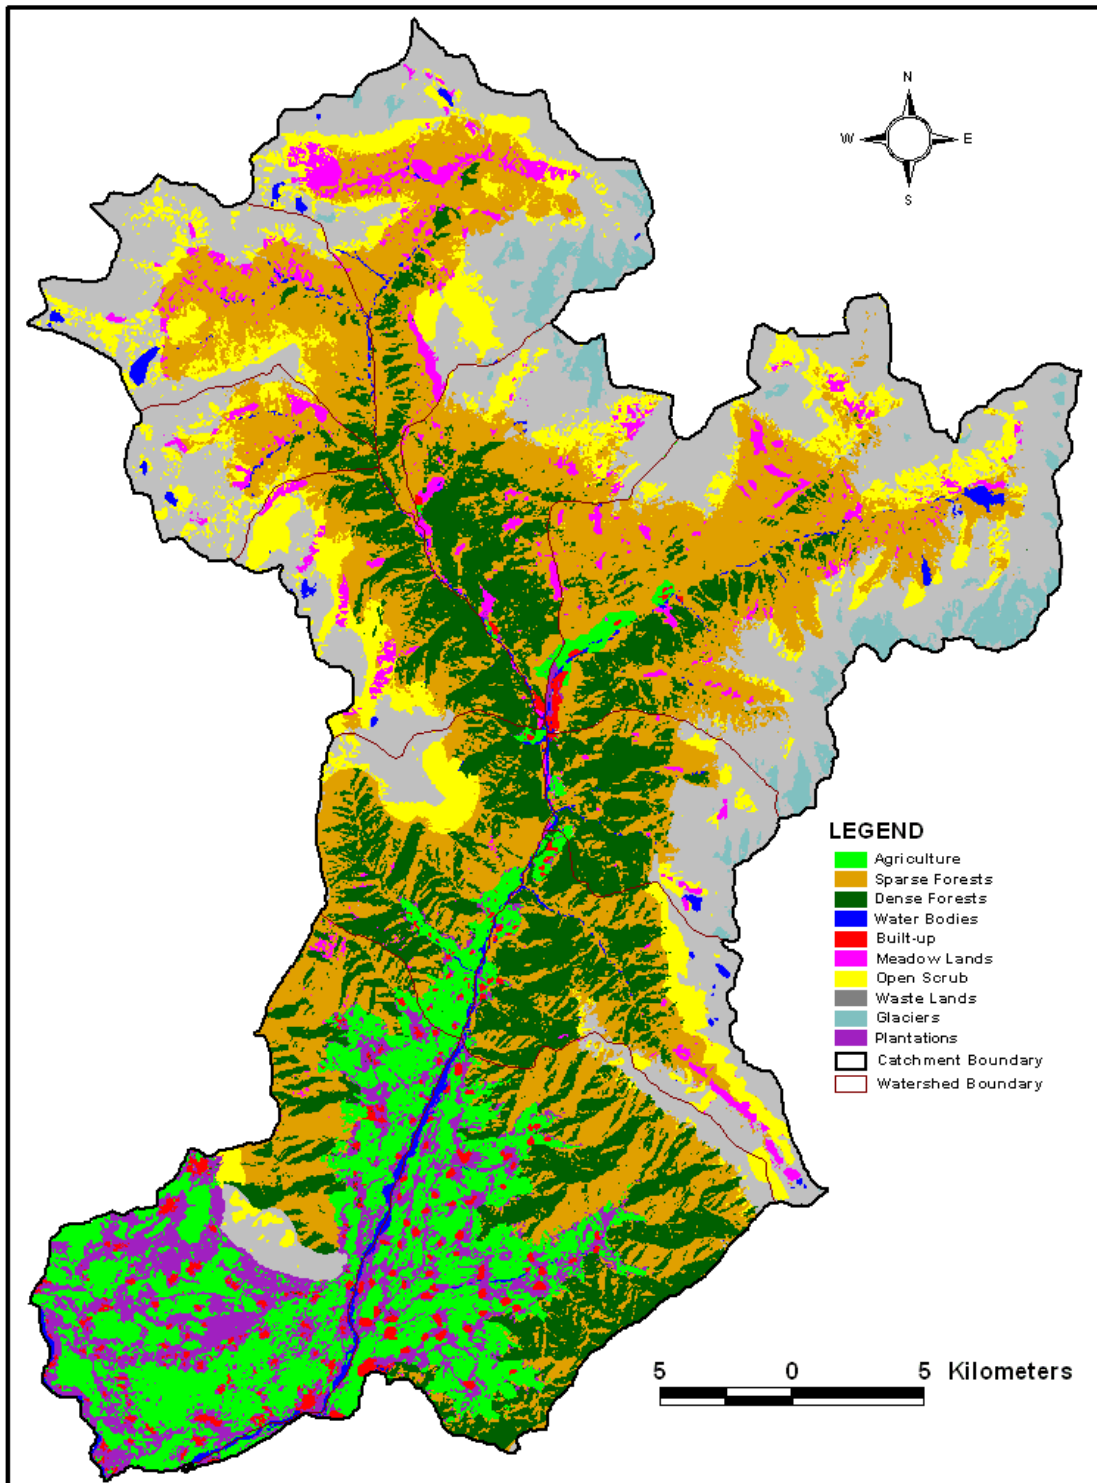 N
W E
S
LEGEND
Agriculture
Sparse Forests
Dense Forests
Water Bodies
Built-up
Meadow Lands
Open Scrub
Waste Lands
Glaciers
Plantations
Catchment Boundary
Watershed Boundary
5 0 5 Kilometers